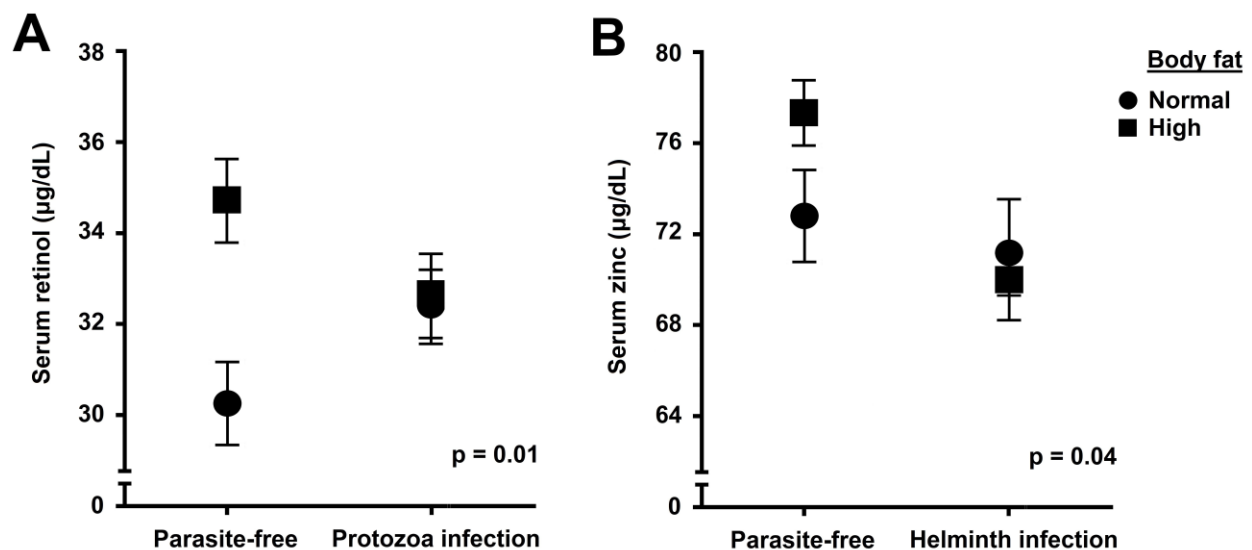 A
Serum retinol (µg/dL)
38
36
34
32
30
0
p = 0.01
Parasite-free
Protozoa infection
B
Serum zinc (µg/dL)
80
76
72
68
64
0
p = 0.04
Parasite-free
Helminth infection
Body fat
Normal
High